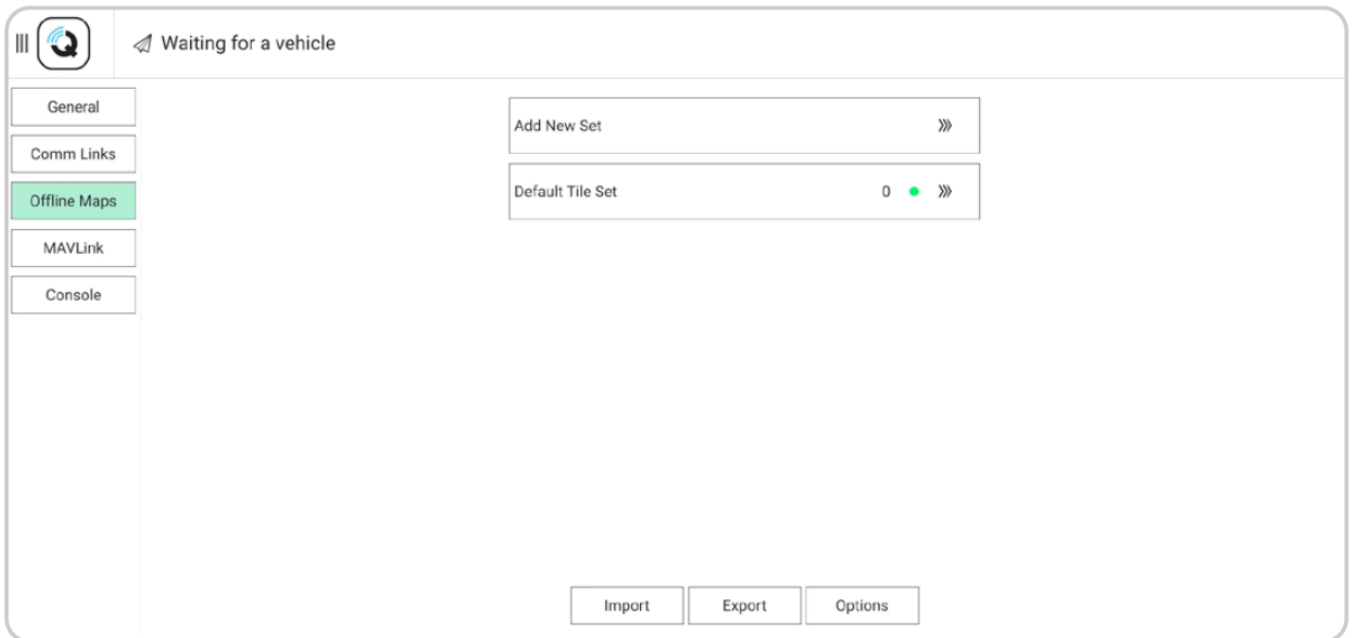 Waiting for a vehicle
General
Comm Links
Offline Maps
MAVLink
Console
Add New Set
Default Tile Set 0
Import Export Options